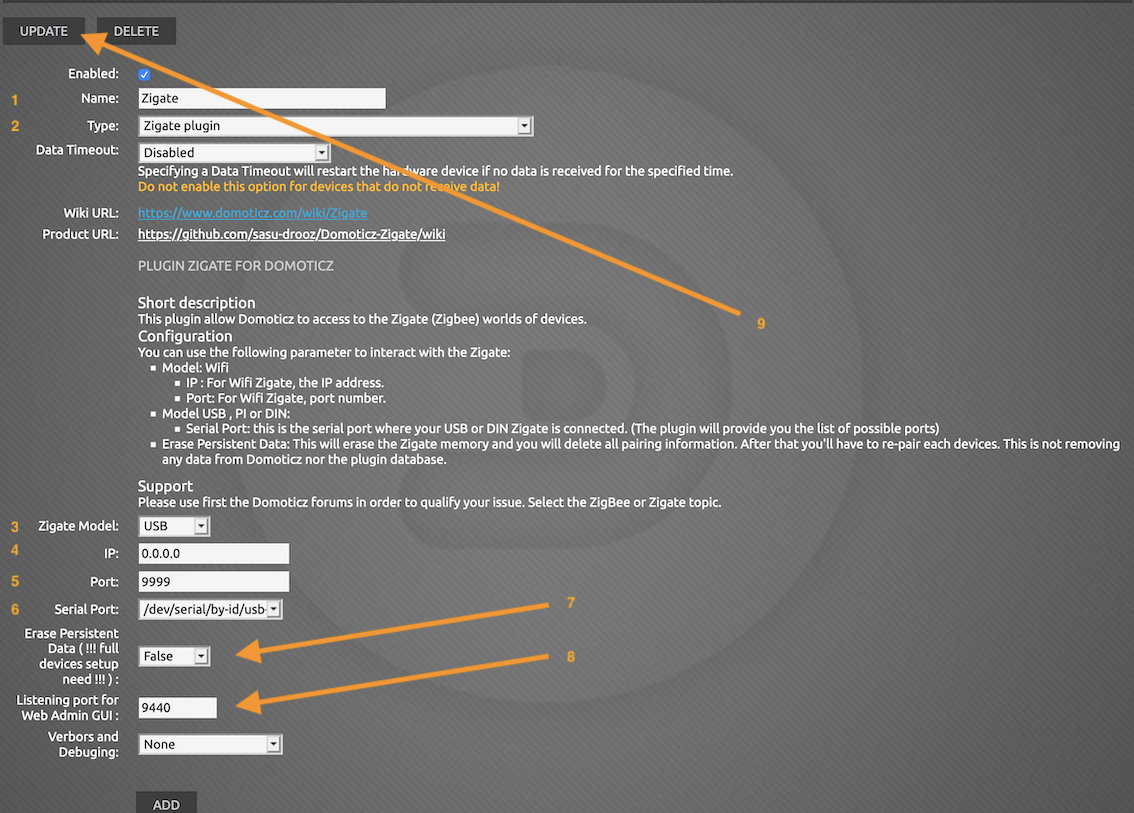 UPDATE DELETE
Enabled:
1 Name: Zigate
2 Type: Zigate plugin
Data Timeout: Disabled
Specifying a Data Timeout will restart the hardware device if no data is received for the specified time.
Do not enable this option for devices that do not receive data!
Wiki URL: https://www.domoticz.com/wiki/Zigate
Product URL: https://github.com/sasu-drooz/Domoticz-Zigate/wiki
PLUGIN ZIGATE FOR DOMOTICZ
Short description
This plugin allow Domoticz to access to the Zigate (Zigbee) worlds of devices.
9
Configuration
You can use the following parameter to interact with the Zigate:
Model: Wifi
IP : For Wifi Zigate, the IP address.
Port: For Wifi Zigate, port number.
Model USB , PI or DIN:
Serial Port: this is the serial port where your USB or DIN Zigate is connected. (The plugin will provide you the list of possible ports)
Erase Persistent Data: This will erase the Zigate memory and you will delete all pairing information. After that you'll have to re-pair each devices. This is not removing
any data from Domoticz nor the plugin database.
Support
Please use first the Domoticz forums in order to qualify your issue. Select the ZigBee or Zigate topic.
3 Zigate Model: USB
4 IP: 0.0.0.0
5 Port: 9999
6 Serial Port: /dev/serial/by-id/usb- 7
Erase Persistent
Data ( !!! full
devices setup
need !!! ) :
False 8
Listening port for
Web Admin GUI :
9440
Verbors and
Debuging:
None
ADD